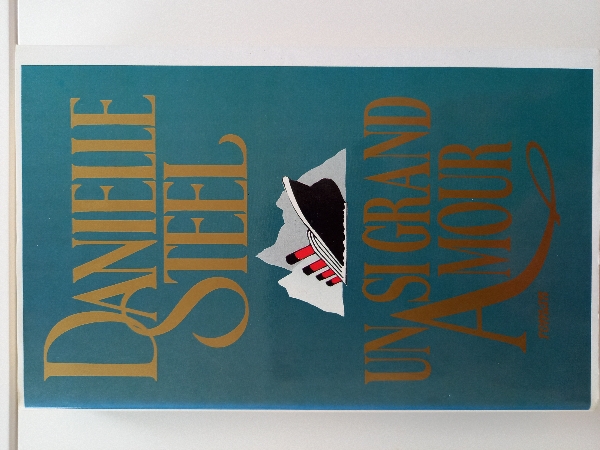 DANIELLE
STEEL
UN SI GRAND
AMOUR